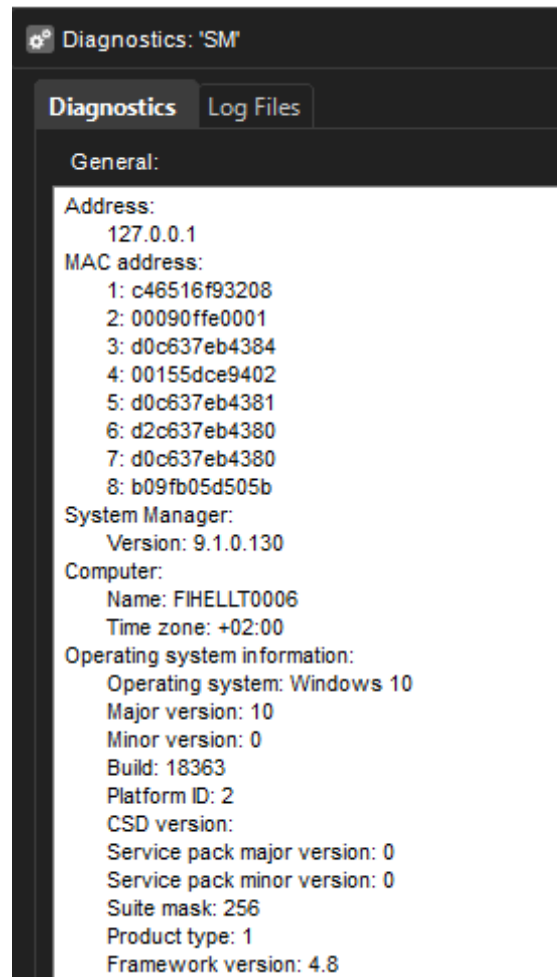 Diagnostics: 'SM'
Diagnostics Log Files
General:
Address:
127.0.0.1
MAC address:
1: c46516f93208
2: 00090ffe0001
3: d0c637eb4384
4: 00155dce9402
5: d0c637eb4381
6: d2c637eb4380
7: d0c637eb4380
8: b09fb05d505b
System Manager:
Version: 9.1.0.130
Computer:
Name: FIHELLT0006
Time zone: +02:00
Operating system information:
Operating system: Windows 10
Major version: 10
Minor version: 0
Build: 18363
Platform ID: 2
CSD version:
Service pack major version: 0
Service pack minor version: 0
Suite mask: 256
Product type: 1
Framework version: 4.8